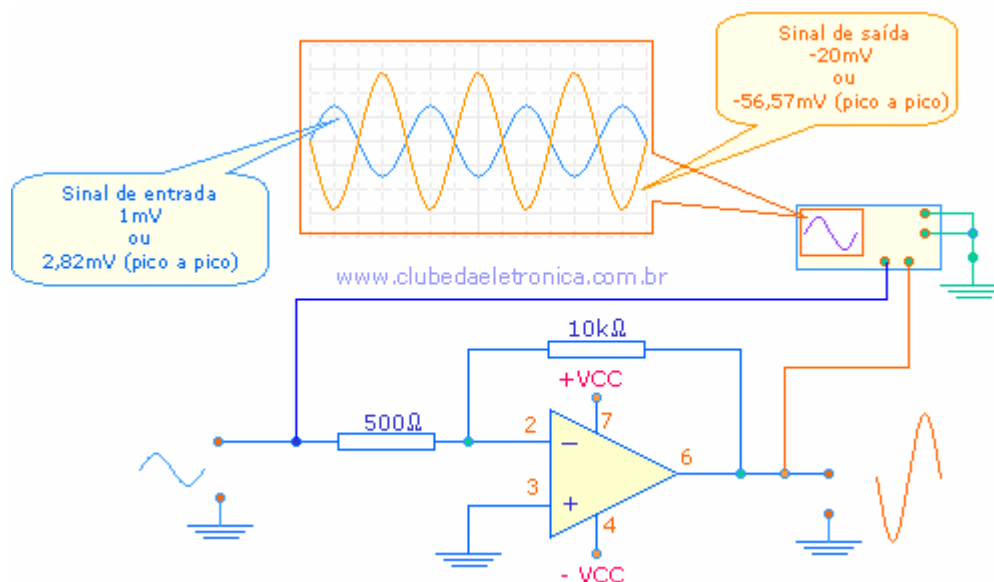 Sinal de saída
-20mV
ou
-56,57mV (pico a pico)
Sinal de entrada
1mV
ou
2,82mV (pico a pico)
www.clubedaeletronica.com.br
10kΩ
+VCC
500Ω
2
7
6
3
4
- VCC